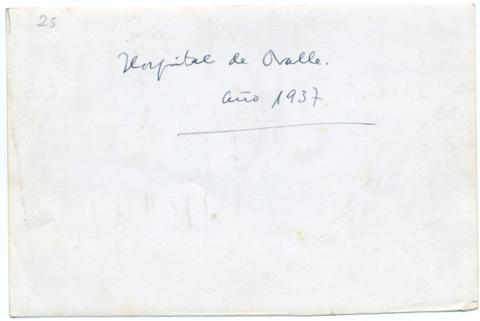 25
Hospital de Ovalle.
año 1937.